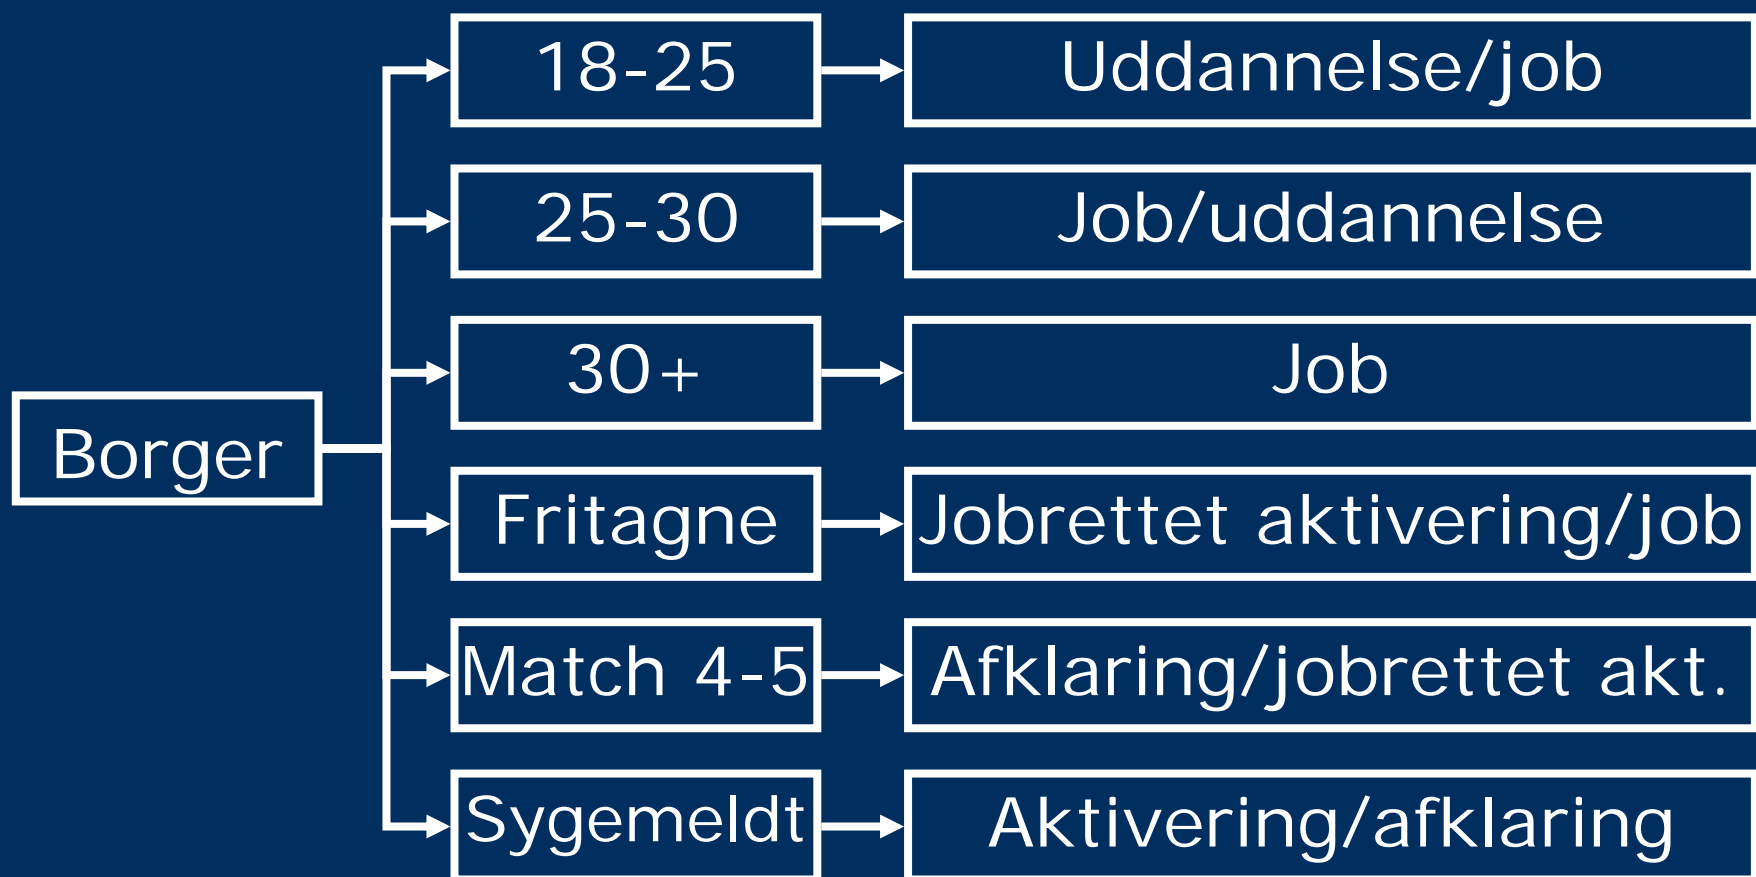 18-25
Uddannelse/job
25-30
Job/uddannelse
30+
Job
Borger
Fritagne
Jobrettet aktivering/job
Match 4-5
Afklaring/jobrettet akt.
Sygemeldt
Aktivering/afklaring